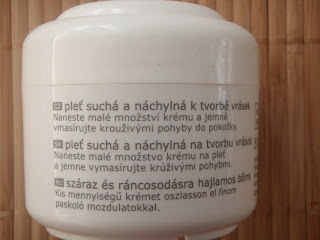 CZ pleť suchá a náchylná k tvorbě vrásek
Naneste malé množství krému a jemně
vmasírujte krouživými pohyby do pokožky.
SK pleť suchá a náchylná na tvorbu vrások
Naneste malé množstvo krému na pleť
a jemne vmasírujte krúživými pohybmi.
HU száraz és ráncosodásra hajlamos bőrre
Kis mennyiségű krémet oszlasson el finom
paskoló mozdulatokkal.